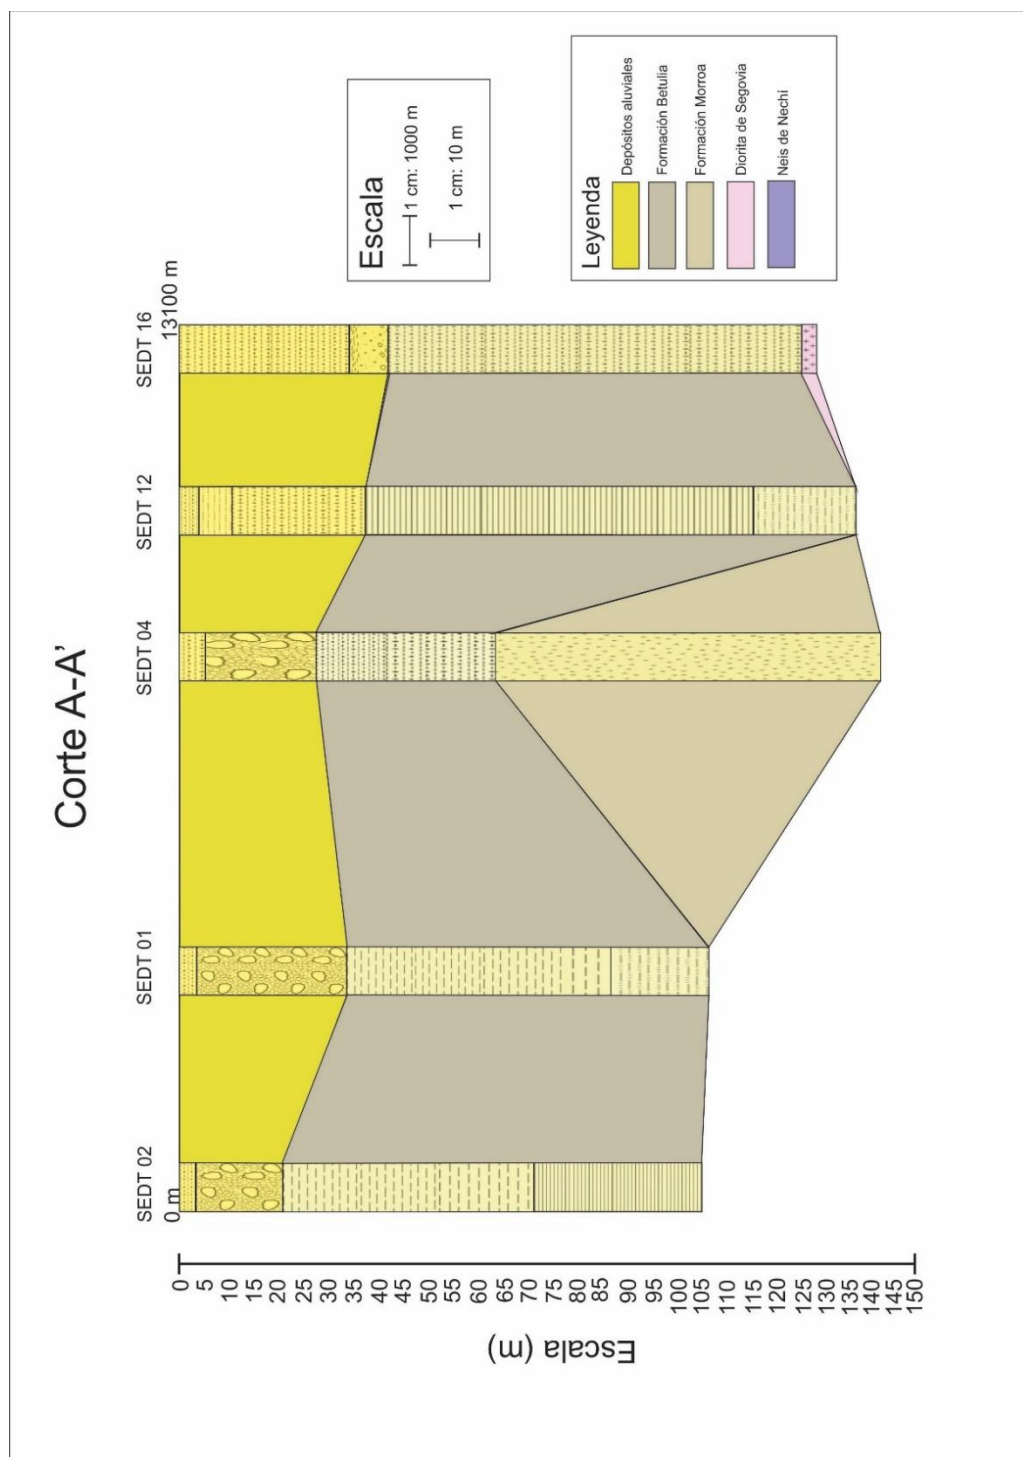 Corte A-A'
SEDT 02
SEDT 01
SEDT 04
SEDT 12
SEDT 16
0 m
13100 m
Escala (m)
0
5
10
15
20
25
30
35
40
45
50
55
60
65
70
75
80
85
90
95
100
105
110
115
120
125
130
135
140
145
150
Escala
1 cm: 1000 m
1 cm: 10 m
Leyenda
Depósitos aluviales
Formación Betulia
Formación Morroa
Diorita de Segovia
Neis de Nechí